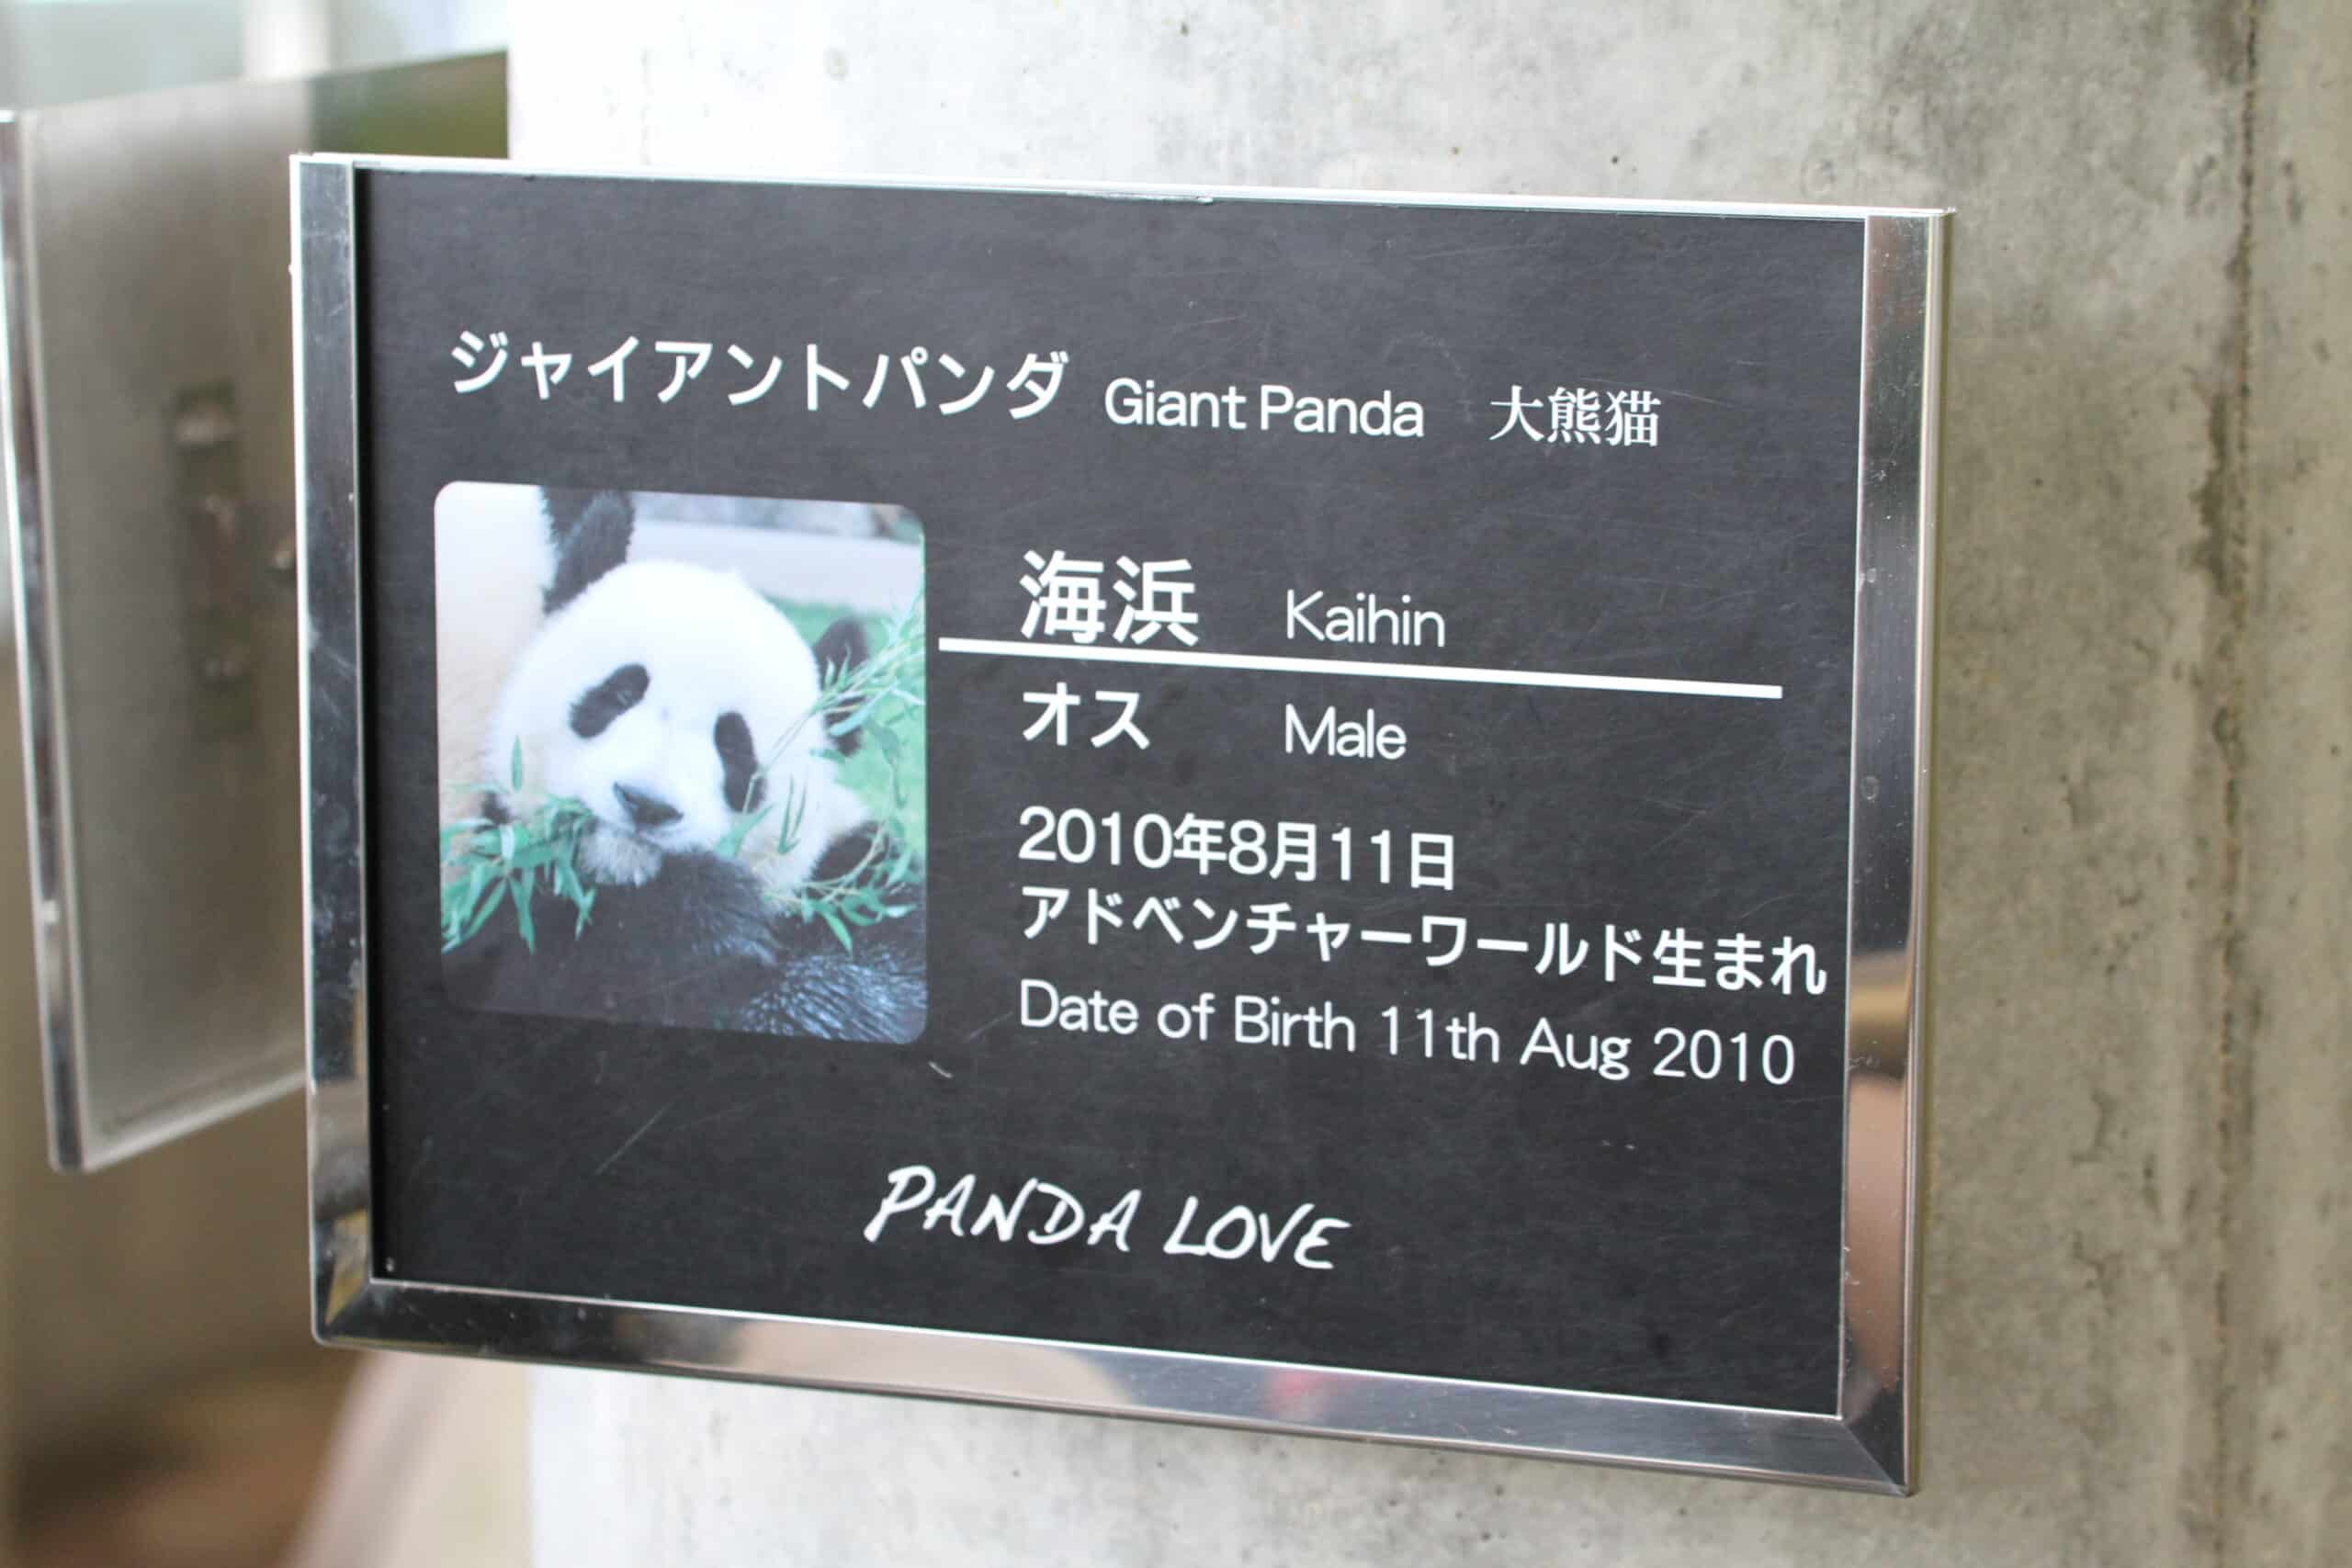 ジャイアントパンダ Giant Panda 大熊猫
海浜 Kaihin
オス Male
2010年8月11日
アドベンチャーワールド生まれ
Date of Birth 11th Aug 2010
PANDA LOVE